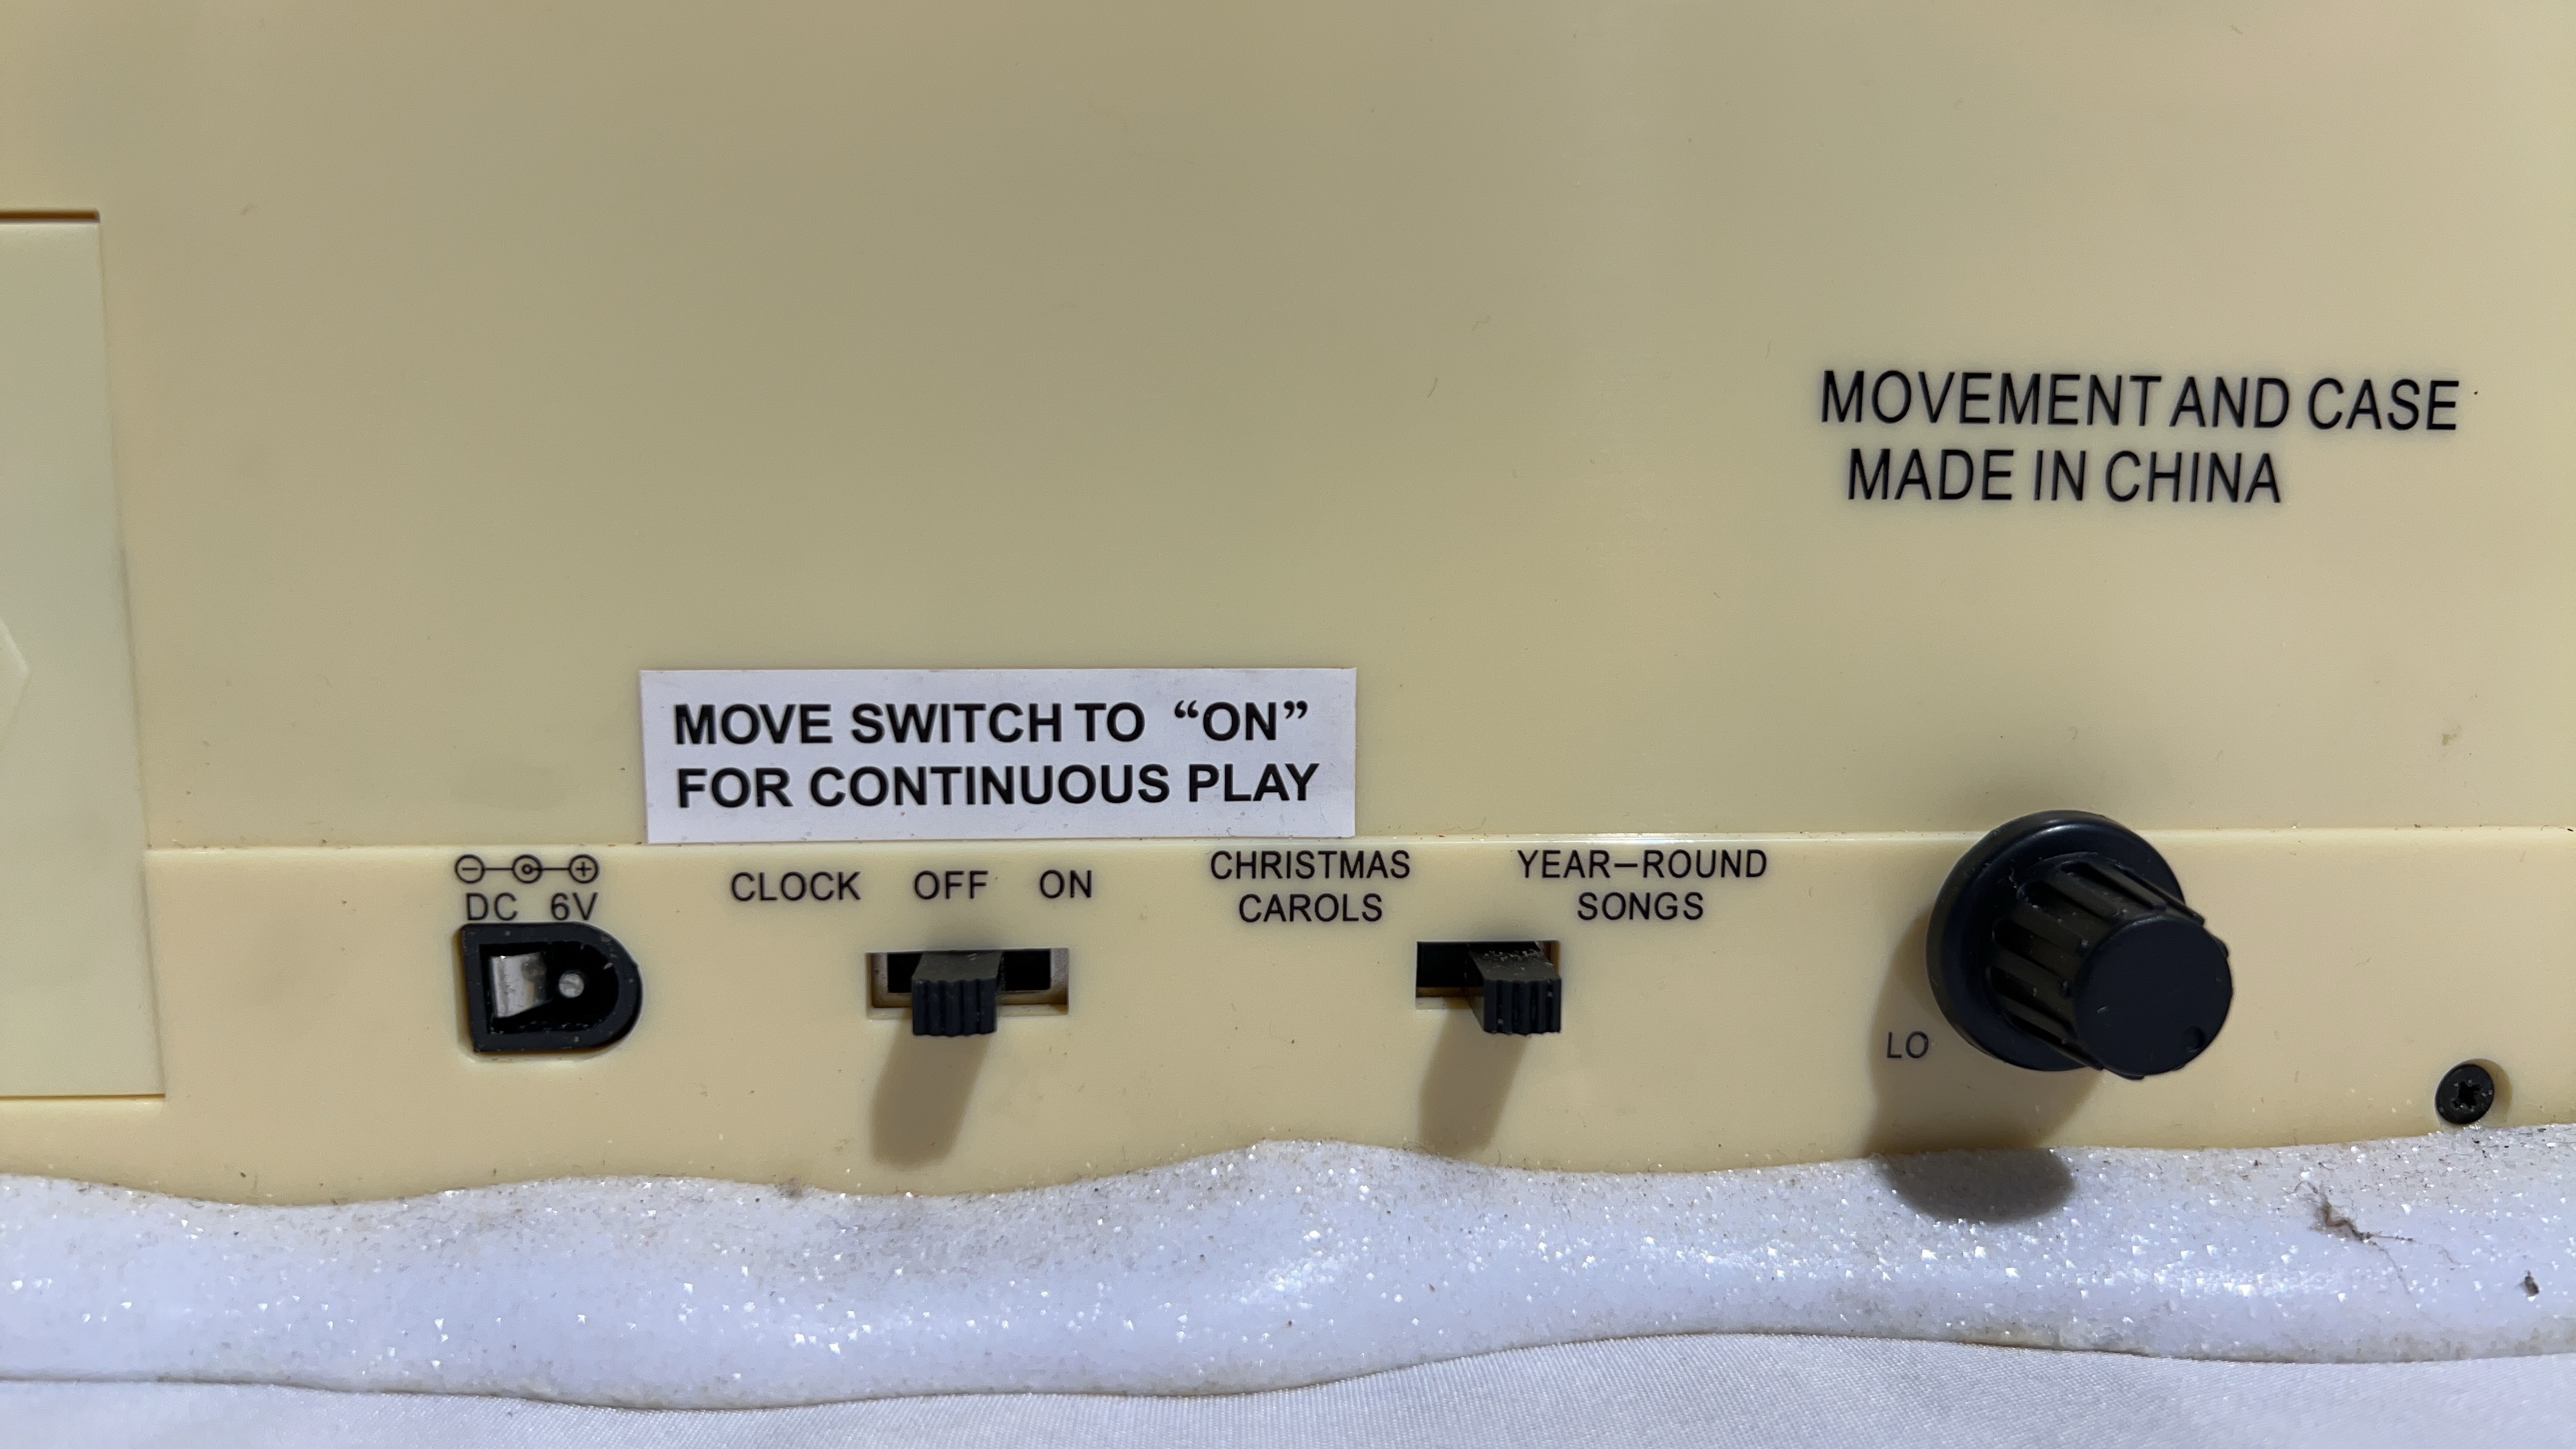 MOVEMENT AND CASE
MADE IN CHINA
MOVE SWITCH TO “ON”
FOR CONTINUOUS PLAY
DC 6V
CLOCK OFF ON
CHRISTMAS
CAROLS
YEAR–ROUND
SONGS
LO